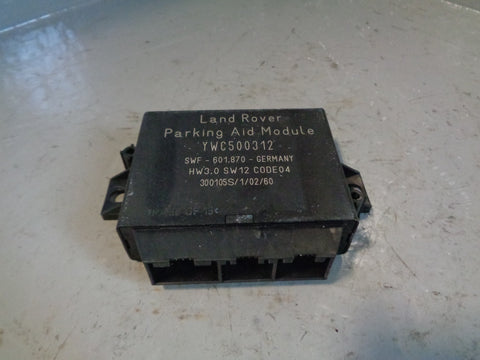 Land Rover
Parking Aid Module
YWC500312
SWF - 601.870 - GERMANY
HW3.0 SW12 CODE04
300105S/1/02/60